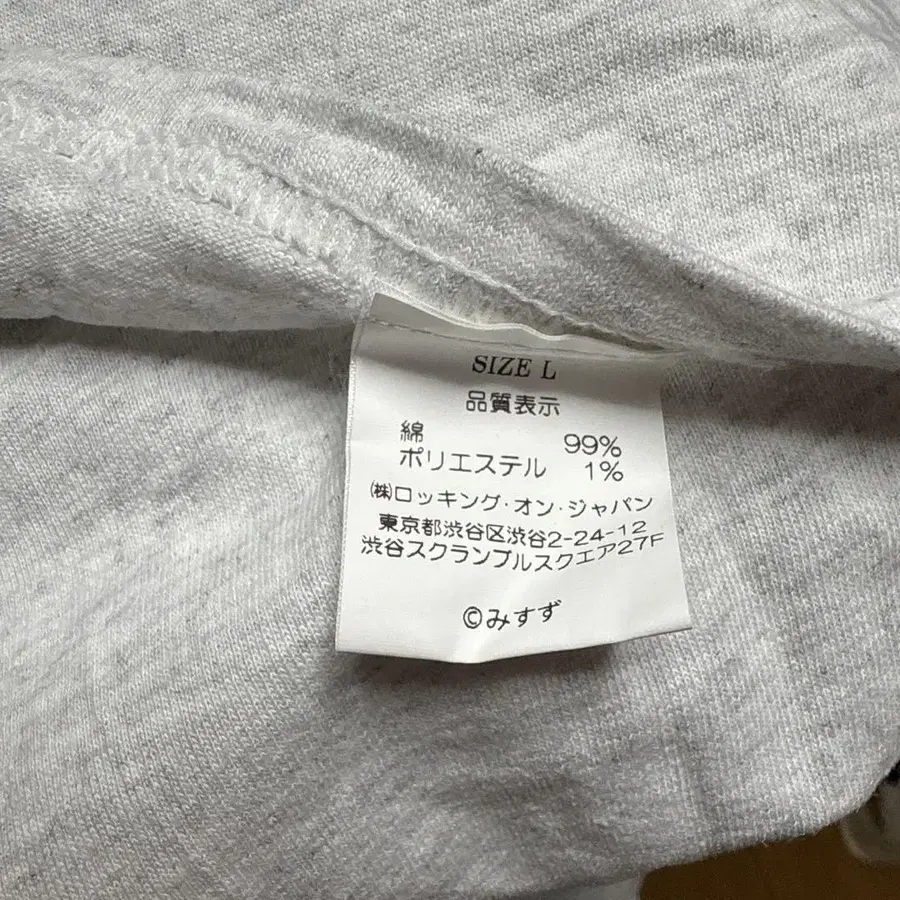 SIZE L
品質表示
綿 99%
ポリエステル 1%
㈱ロッキング・オン・ジャパン
東京都渋谷区渋谷2-24-12
渋谷スクランブルスクエア27F
©みすず